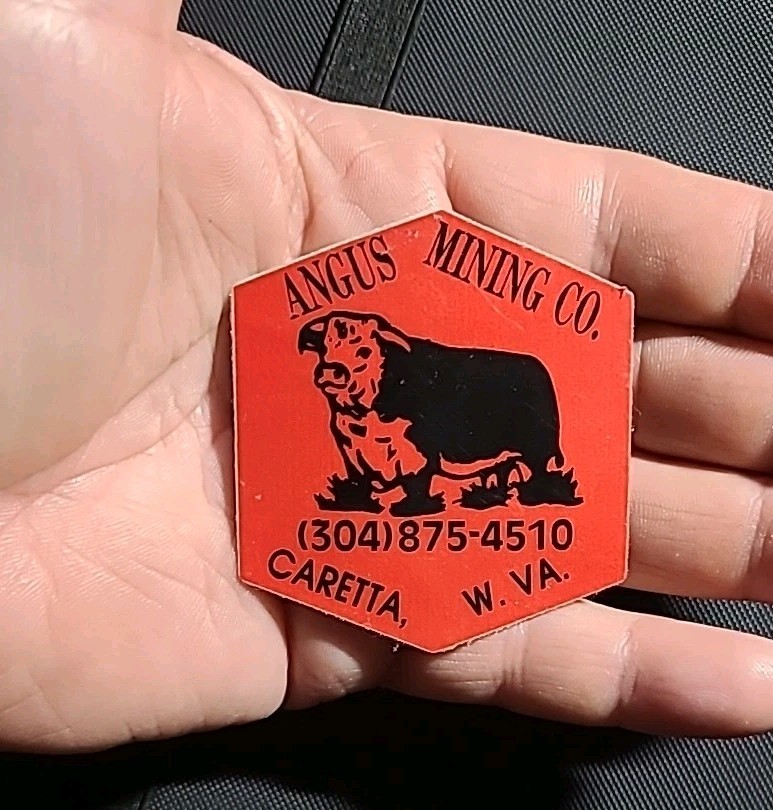 ANGUS MINING CO.
(304)875-4510
CARETTA, W. VA.